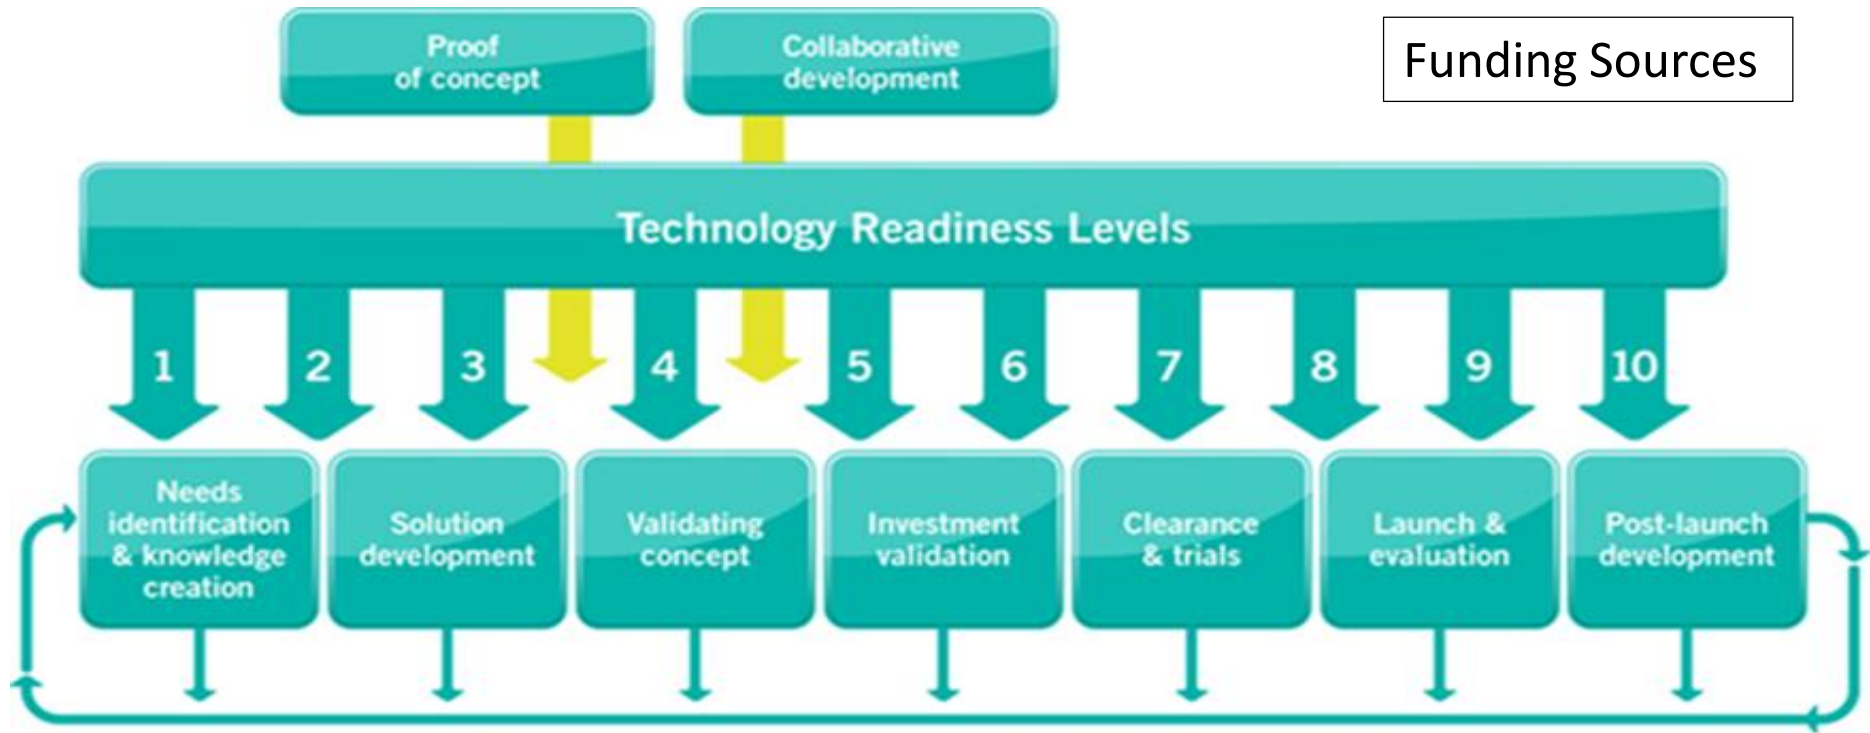 Proof
of concept
Collaborative
development
Funding Sources
Technology Readiness Levels
1 2 3 4 5 6 7 8 9 10
Needs
identification
& knowledge
creation
Solution
development
Validating
concept
Investment
validation
Clearance
& trials
Launch &
evaluation
Post-launch
development